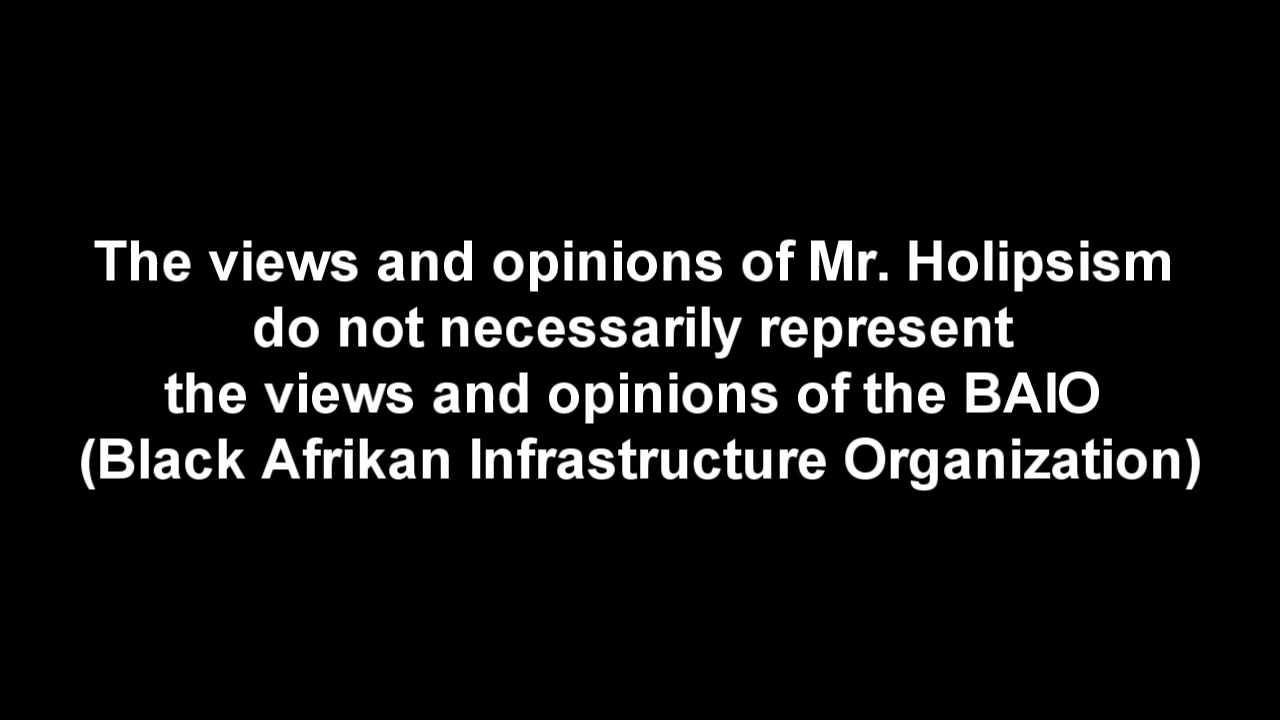 The views and opinions of Mr. Holipsism
do not necessarily represent
the views and opinions of the BAIO
(Black Afrikan Infrastructure Organization)